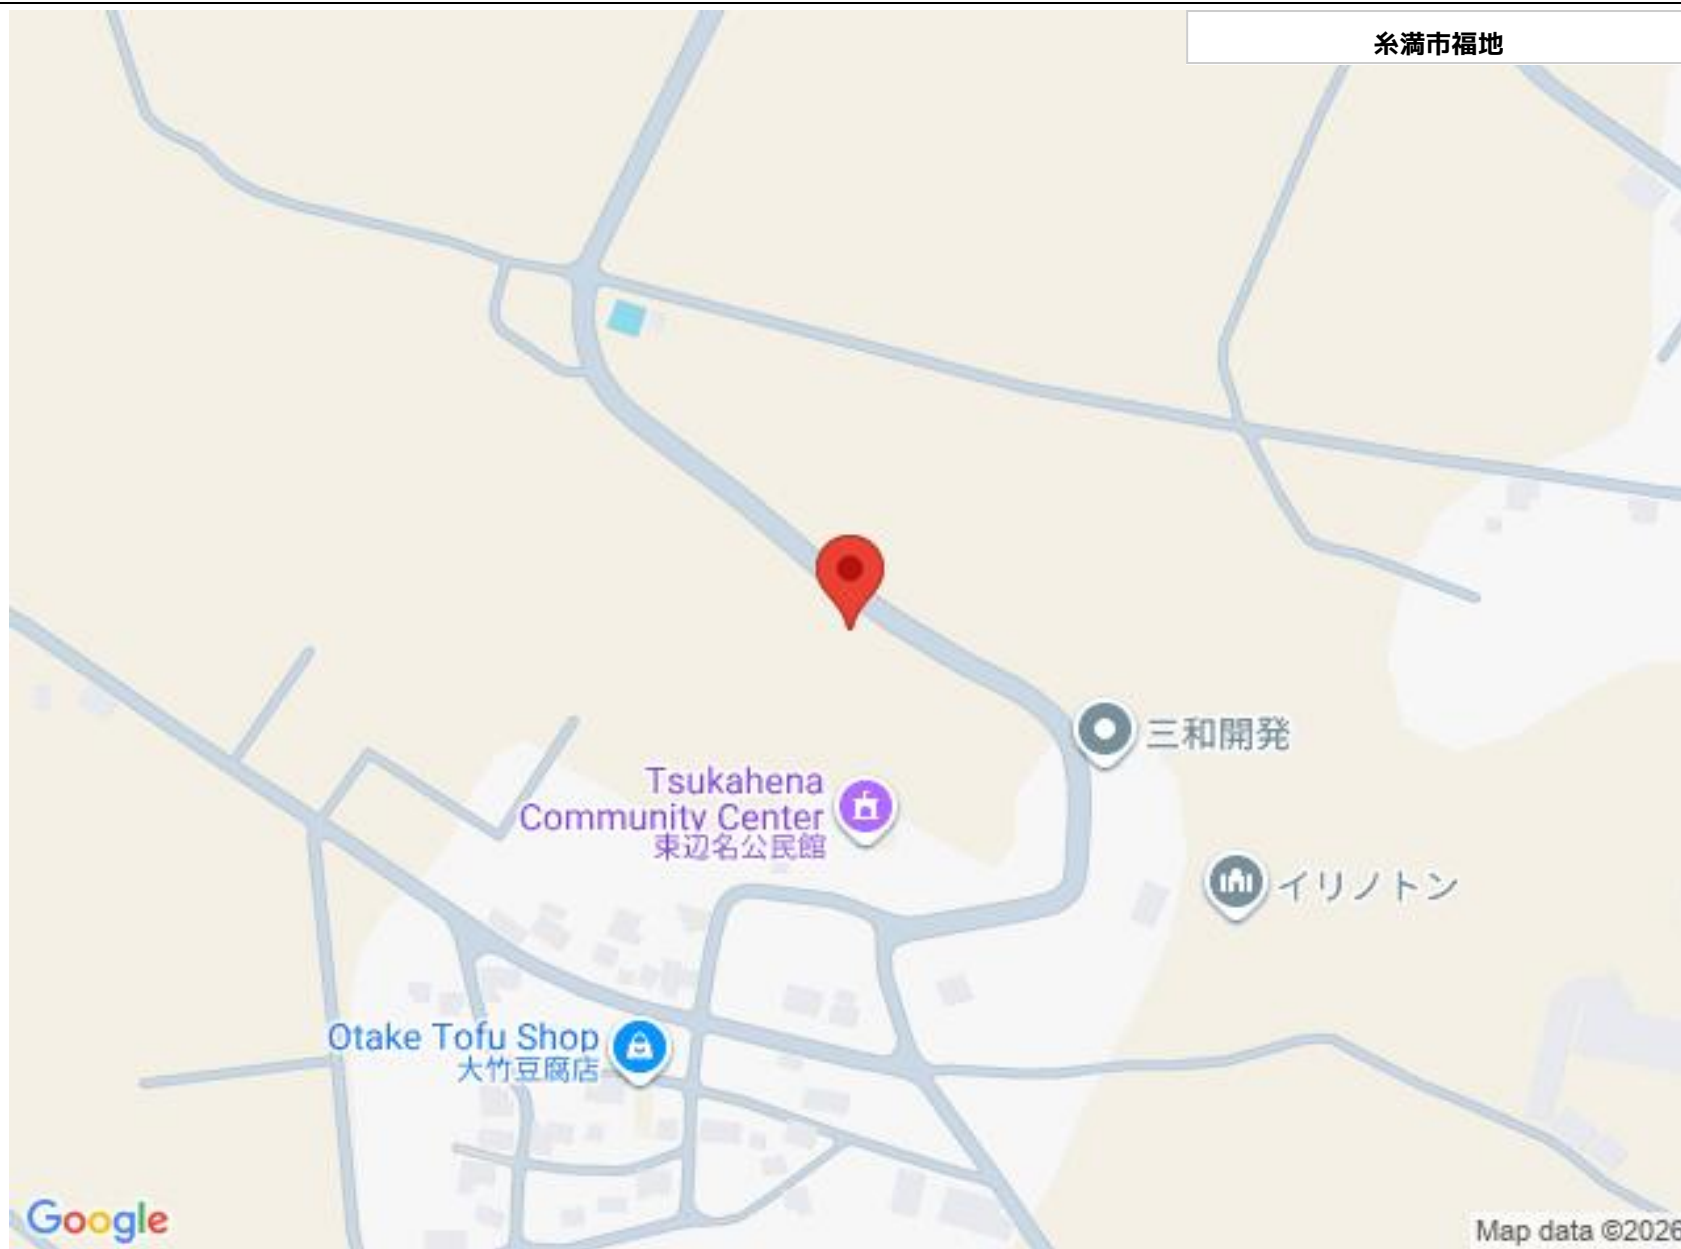 糸満市福地
三和開発
Tsukahena
Community Center
東辺名公民館
イリノトン
Otake Tofu Shop
大竹豆腐店
Google
Map data ©2026